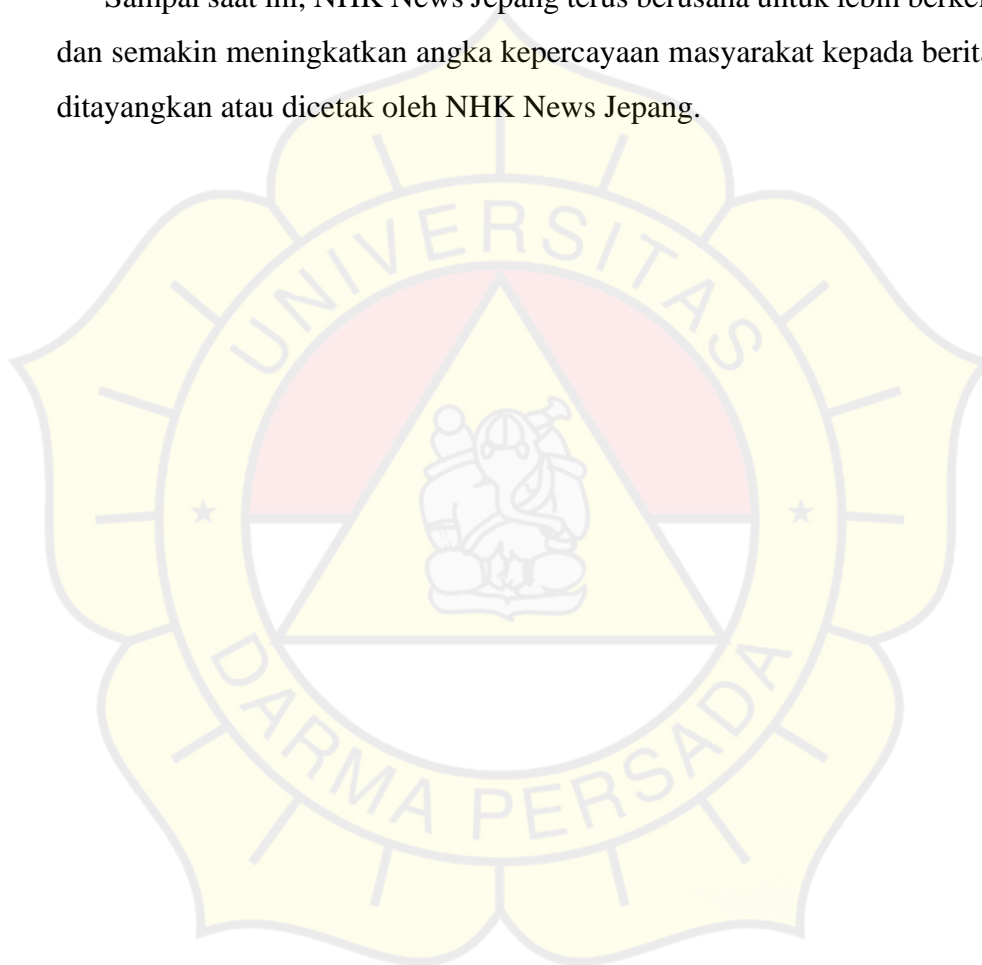 Sampai saat ini, NHK News Jepang terus berusaha untuk lebih
dan semakin meningkatkan angka kepercayaan masyarakat kepada
ditayangkan atau dicetak oleh NHK News Jepang.
UNIVERSITAS
DARMA PERSADA